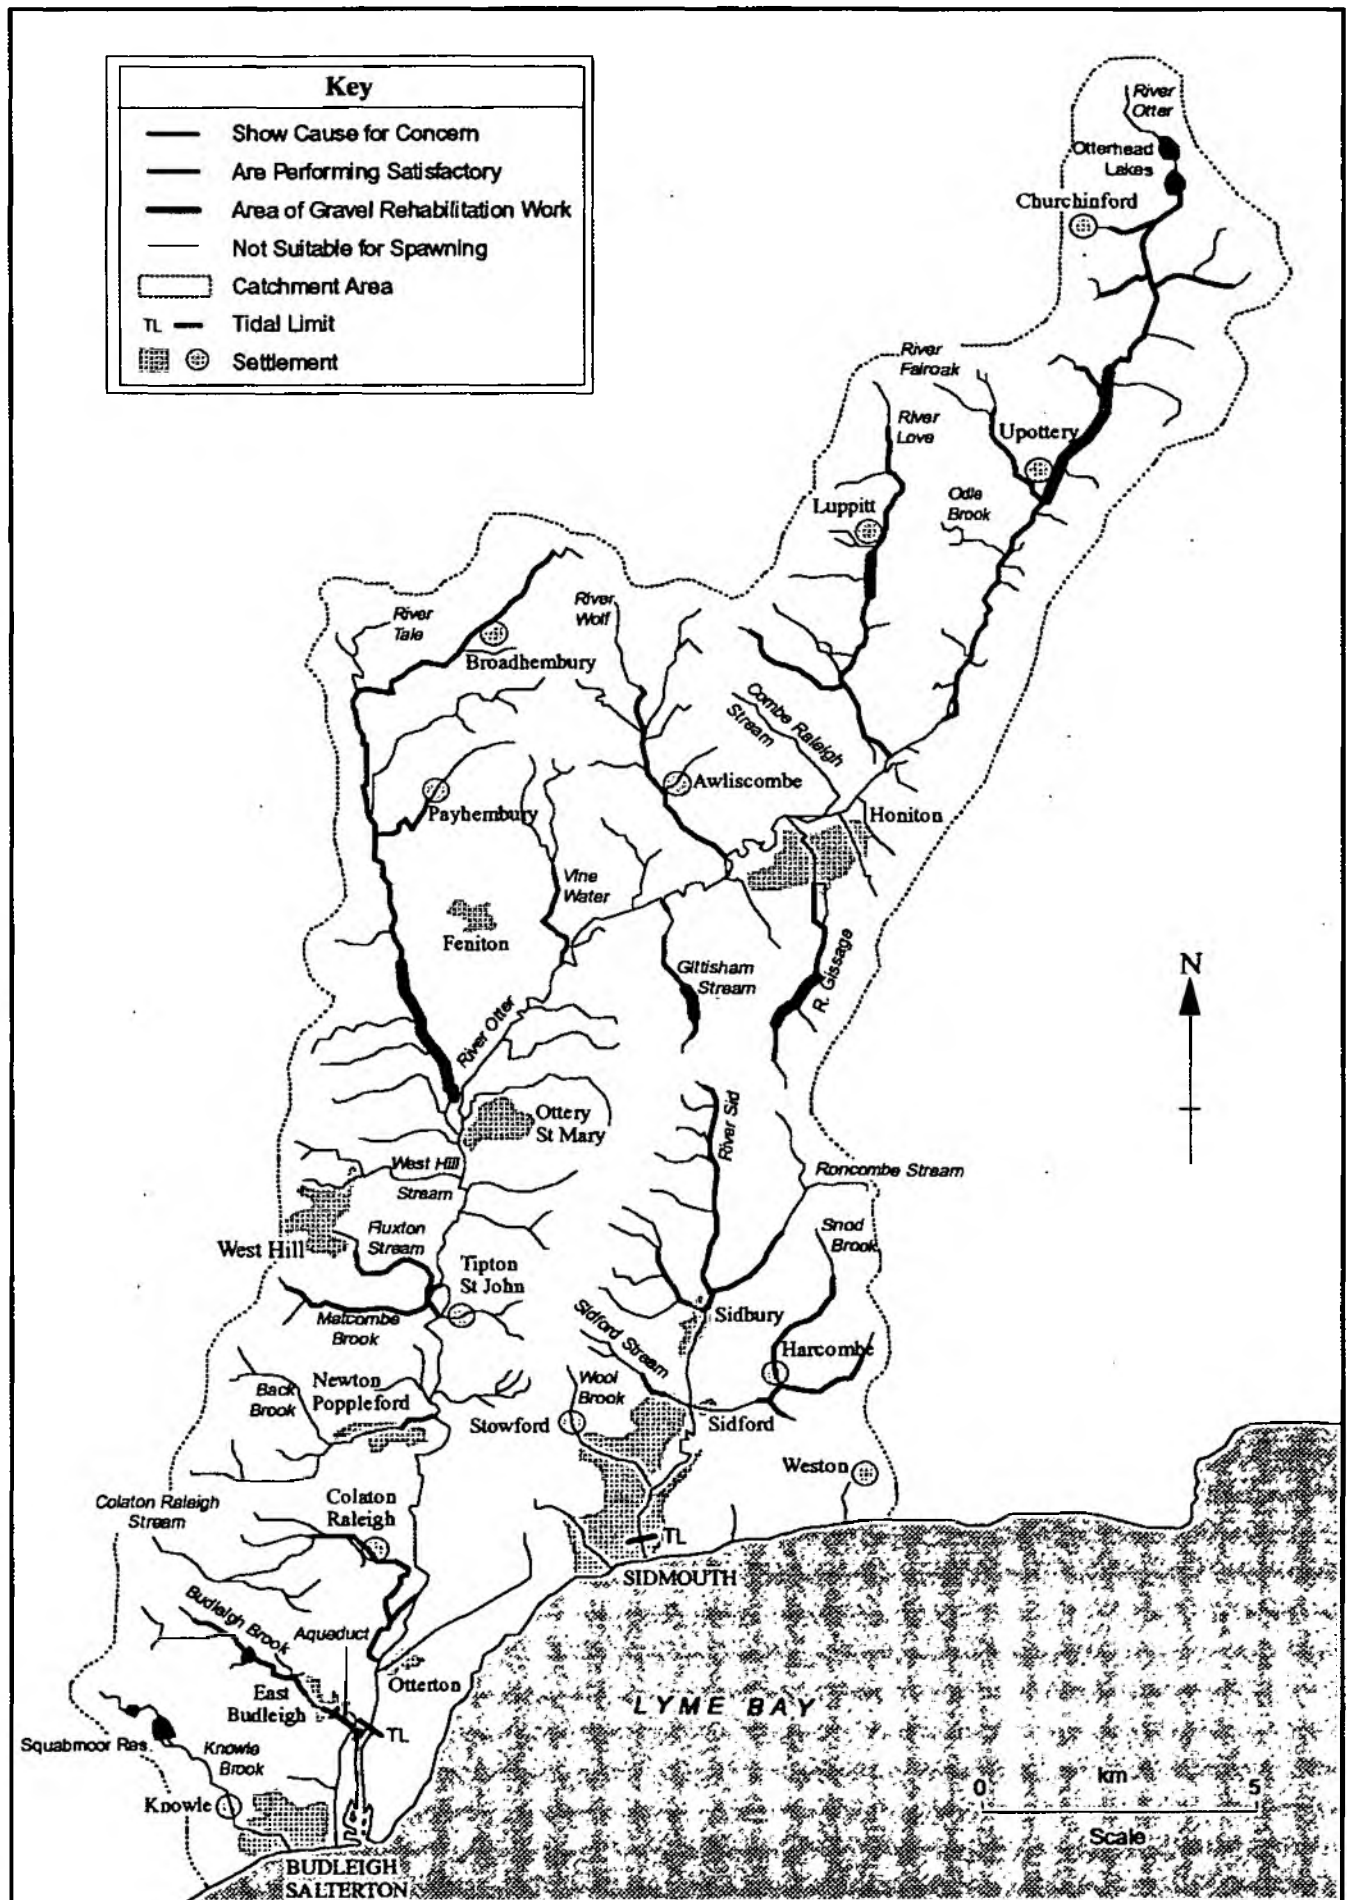 Key
Show Cause for Concern
Are Performing Satisfactory
Area of Gravel Rehabilitation Work
Not Suitable for Spawning
Catchment Area
TL Tidal Limit
Settlement
River
Otter
Otterhead
Lakes
Churchinford
River
Fairoak
River
Love
Upottery
Odle
Brook
Luppitt
River
Wolf
River
Tale
Broadhembury
Combe Raleigh
Stream
Awliscombe
Payhembury
Honiton
Vine
Water
Feniton
Gittisham
Stream
R. Gissage
N
River Otter
Ottery
St Mary
River Sid
West Hill
Stream
Roncombe Stream
Snod
Brook
West Hill
Fluxton
Stream
Tipton
St John
Metcombe
Brook
Sidbury
Sidford Stream
Harcombe
Newton
Poppleford
Back
Brook
Wool
Brook
Stowford
Sidford
Weston
Colaton Raleigh
Stream
Colaton
Raleigh
TL
SIDMOUTH
Budleigh Brook
Aqueduct
Otterton
East
Budleigh
TL
LYME BAY
Squabmoor Res.
Knowle
Brook
Knowle
0 km 5
Scale
BUDLEIGH
SALTERTON